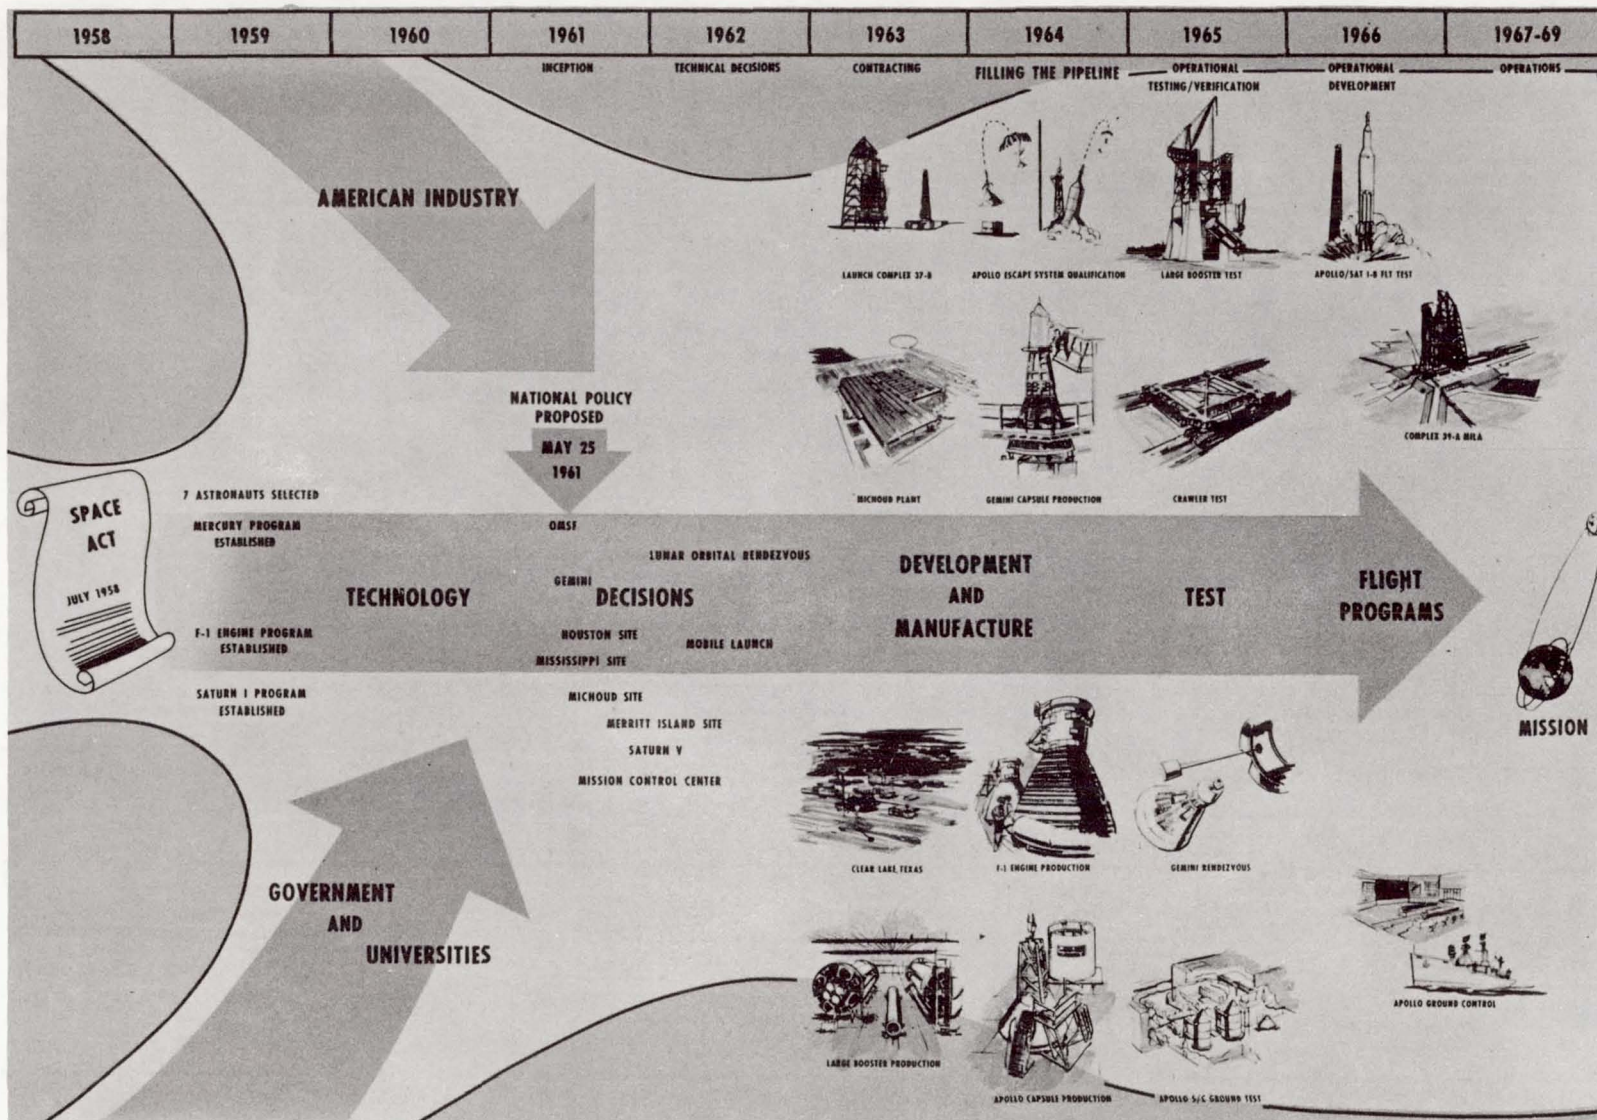 1958
1959
1960
1961
1962
1963
1964
1965
1966
1967-69
INCEPTION
TECHNICAL DECISIONS
CONTRACTING
FILLING THE PIPELINE
OPERATIONAL
TESTING/VERIFICATION
OPERATIONAL
DEVELOPMENT
OPERATIONS
AMERICAN INDUSTRY
LAUNCH COMPLEX 37-B
APOLLO ESCAPE SYSTEM QUALIFICATION
LARGE BOOSTER TEST
APOLLO/SAT I-B FLT TEST
NATIONAL POLICY
PROPOSED
MAY 25
1961
MICHOUD PLANT
GEMINI CAPSULE PRODUCTION
CRAWLER TEST
COMPLEX 39-A MILA
SPACE
ACT
JULY 1958
7 ASTRONAUTS SELECTED
MERCURY PROGRAM
ESTABLISHED
F-1 ENGINE PROGRAM
ESTABLISHED
SATURN I PROGRAM
ESTABLISHED
TECHNOLOGY
OMSF
LUNAR ORBITAL RENDEZVOUS
GEMINI
DECISIONS
HOUSTON SITE
MOBILE LAUNCH
MISSISSIPPI SITE
MICHOUD SITE
MERRITT ISLAND SITE
SATURN V
MISSION CONTROL CENTER
DEVELOPMENT
AND
MANUFACTURE
TEST
FLIGHT
PROGRAMS
MISSION
GOVERNMENT
AND
UNIVERSITIES
CLEAR LAKE, TEXAS
F-1 ENGINE PRODUCTION
GEMINI RENDEZVOUS
LARGE BOOSTER PRODUCTION
APOLLO CAPSULE PRODUCTION
APOLLO S/C GROUND TEST
APOLLO GROUND CONTROL